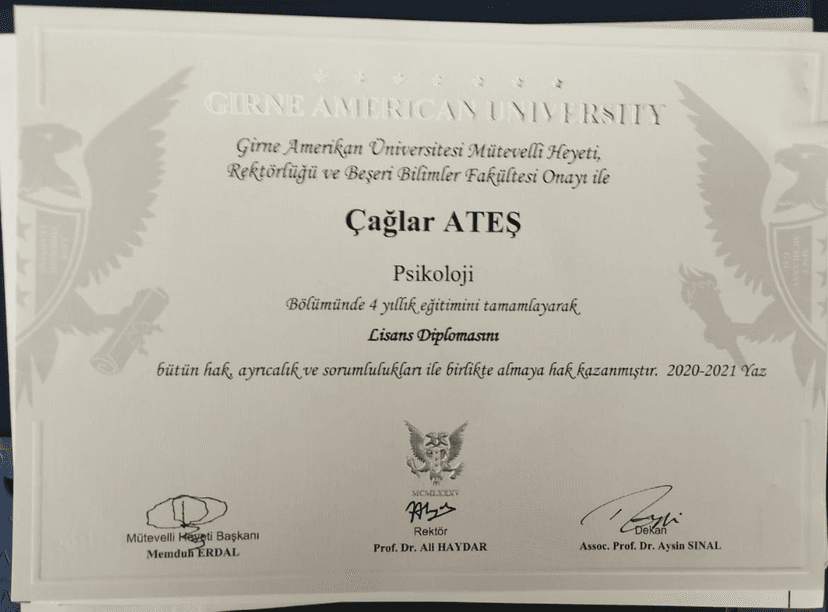 GIRNE AMERICAN UNIVERSITY
Girne Amerikan Üniversitesi Mütevelli Heyeti,
Rektörlüğü ve Beşeri Bilimler Fakültesi Onayı ile
Çağlar ATEŞ
Psikoloji
Bölümünde 4 yıllık eğitimini tamamlayarak
Lisans Diplomasını
bütün hak, ayrıcalık ve sorumlulukları ile birlikte almaya hak kazanmıştır. 2020-2021 Yaz
MCMLXXXV
Mütevelli Heyeti Başkanı
Memduh ERDAL
Rektör
Prof. Dr. Ali HAYDAR
Dekan
Assoc. Prof. Dr. Aysin SINAL